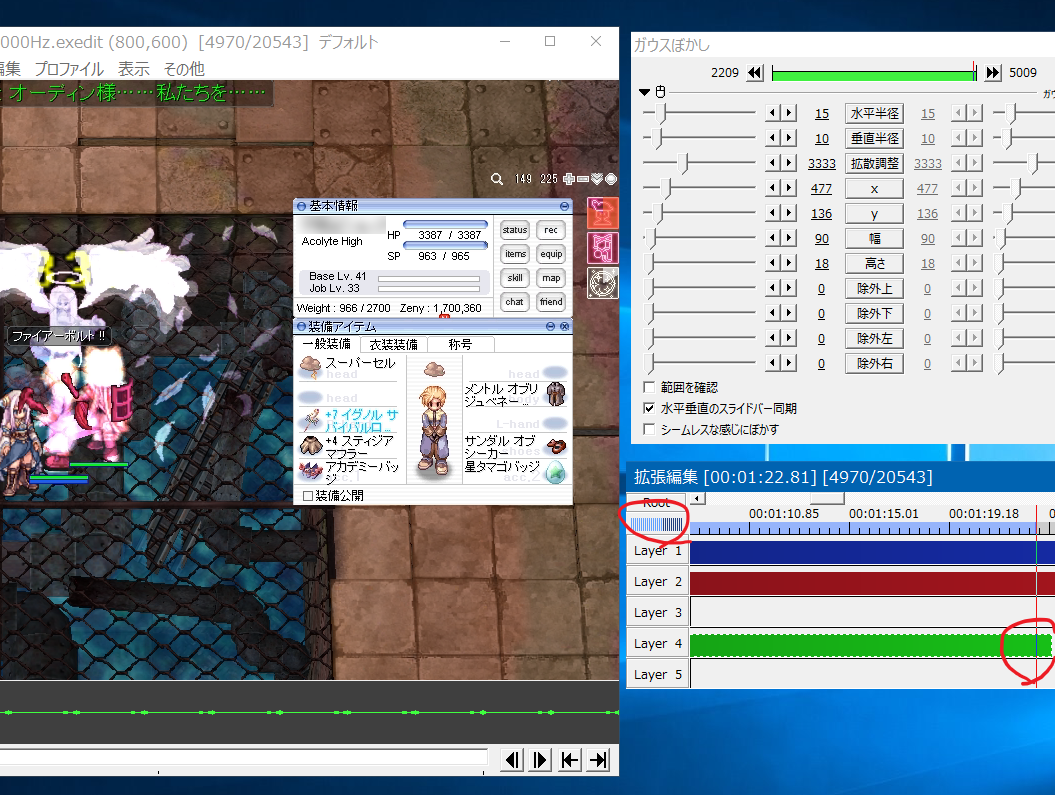 000Hz.exedit (800,600) [4970/20543] デフォルト
編集 プロファイル 表示 その他
オーディン様……私たちを……
149 225
基本情報
Acolyte High
HP 3387 / 3387
SP 963 / 965
Base Lv. 41
Job Lv. 33
Weight : 966 / 2700 Zeny : 1,700,360
status rec
items equip
skill map
chat friend
ファイアーボルト !!
装備アイテム
一般装備 衣装装備 称号
スーパーセル
head
head
head
+7 イグノル サバイバルロ...
+4 スティジアマフラー
アカデミーバッジ
acc.1
メントル オブリジュベネー...
body
L-hand
サンダル オブシーカー
shoes
星タマゴバッジ
acc.2
装備公開
ガウスぼかし
2209 5009
ガウ
15 水平半径 15
10 垂直半径 10
3333 拡散調整 3333
477 x 477
136 y 136
90 幅 90
18 高さ 18
0 除外上 0
0 除外下 0
0 除外左 0
0 除外右 0
範囲を確認
水平垂直のスライドバー同期
シームレスな感じにぼかす
拡張編集 [00:01:22.81] [4970/20543]
Root
00:01:10.85 00:01:15.01 00:01:19.18 0
Layer 1
Layer 2
Layer 3
Layer 4
Layer 5